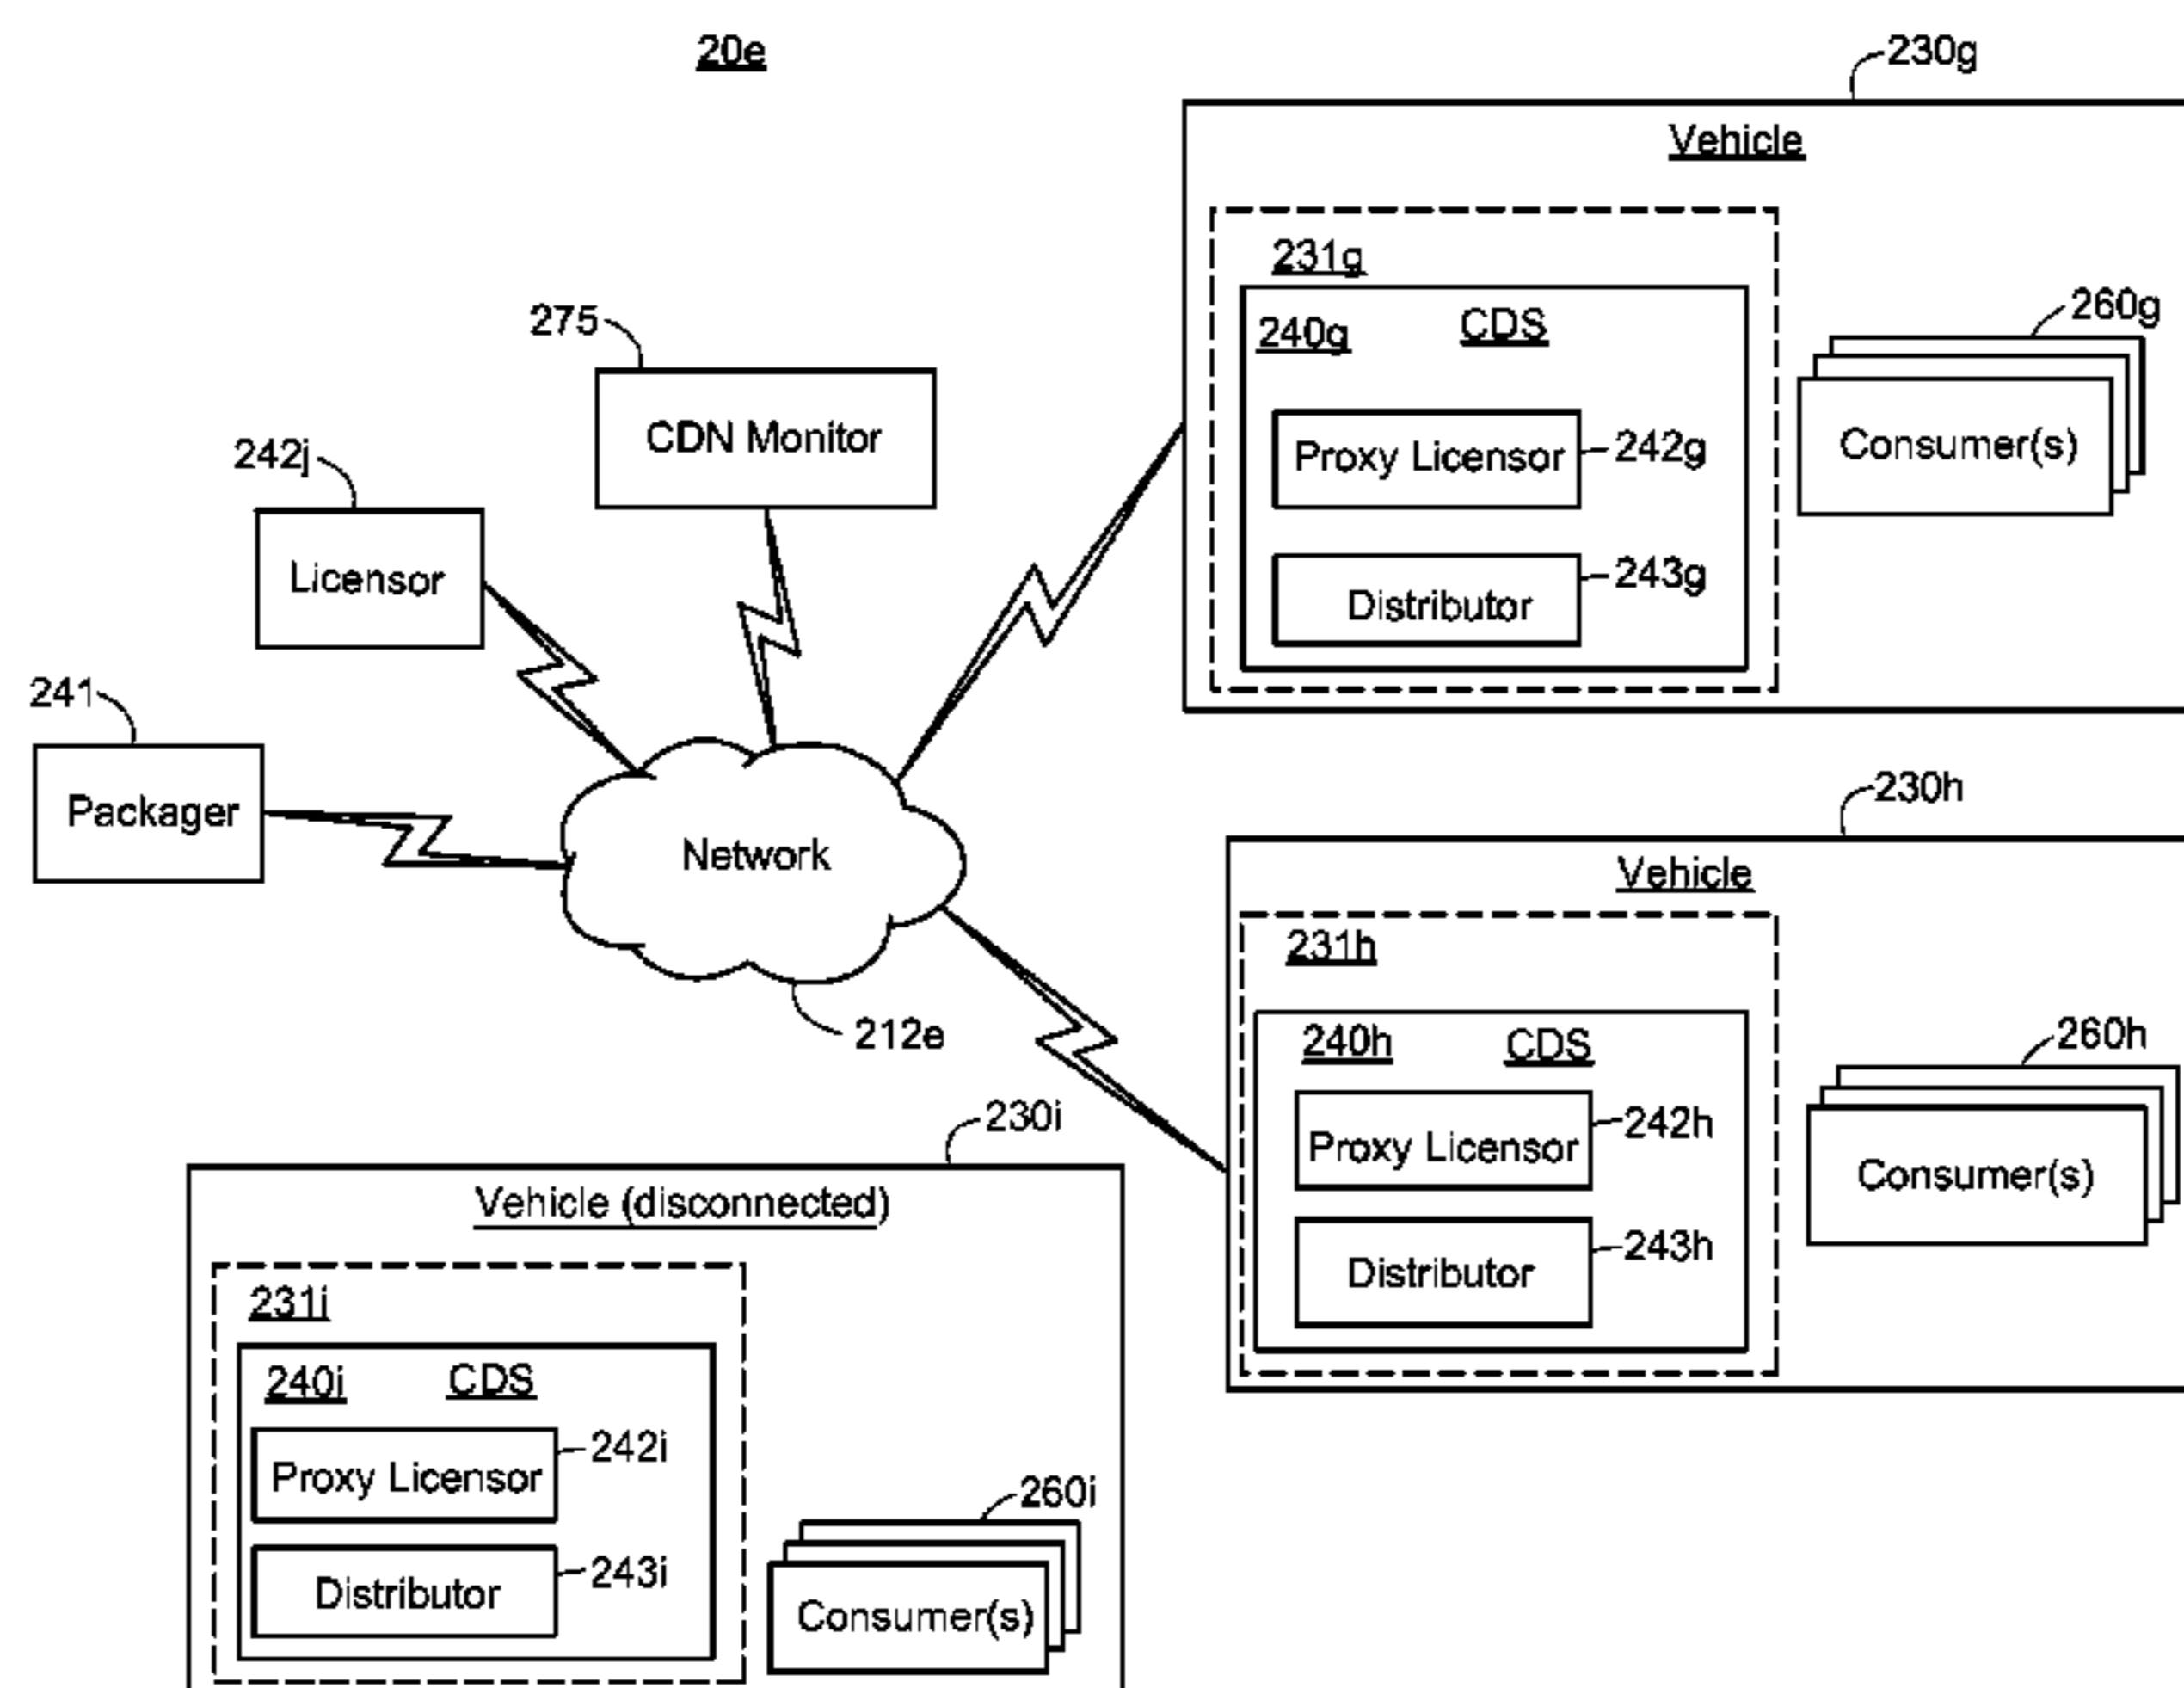 20e
230g
Vehicle
231g
240g
CDS
Proxy Licensor
242g
Distributor
243g
260g
Consumer(s)
275
CDN Monitor
242j
Licensor
241
Packager
Network
212e
230h
Vehicle
231h
240h
CDS
Proxy Licensor
242h
Distributor
243h
260h
Consumer(s)
230i
Vehicle (disconnected)
231i
240i
CDS
Proxy Licensor
242i
Distributor
243i
260i
Consumer(s)